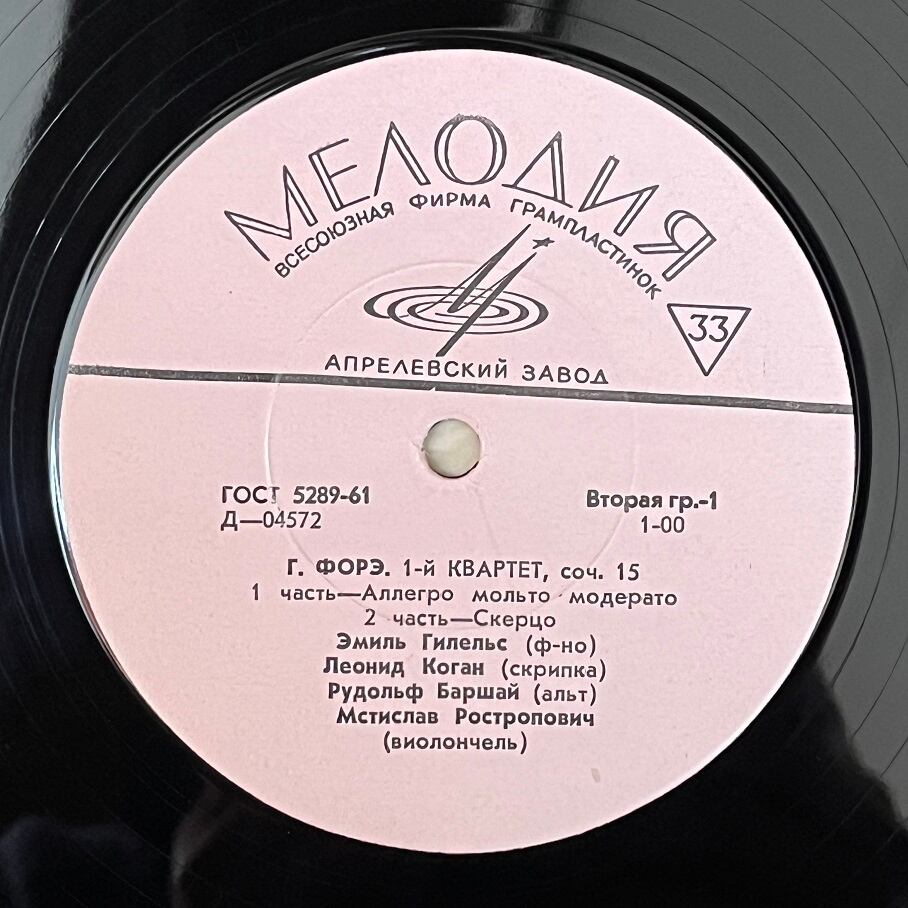 МЕЛОДИЯ
ВСЕСОЮЗНАЯ ФИРМА ГРАМПЛАСТИНОК
33
АПРЕЛЕВСКИЙ ЗАВОД
ГОСТ 5289-61 Вторая гр.-1
Д—04572 1-00
Г. ФОРЭ. 1-й КВАРТЕТ, соч. 15
1 часть—Аллегро мольто модерато
2 часть—Скерцо
Эмиль Гилельс (ф-но)
Леонид Коган (скрипка)
Рудольф Баршай (альт)
Мстислав Ростропович
(виолончель)